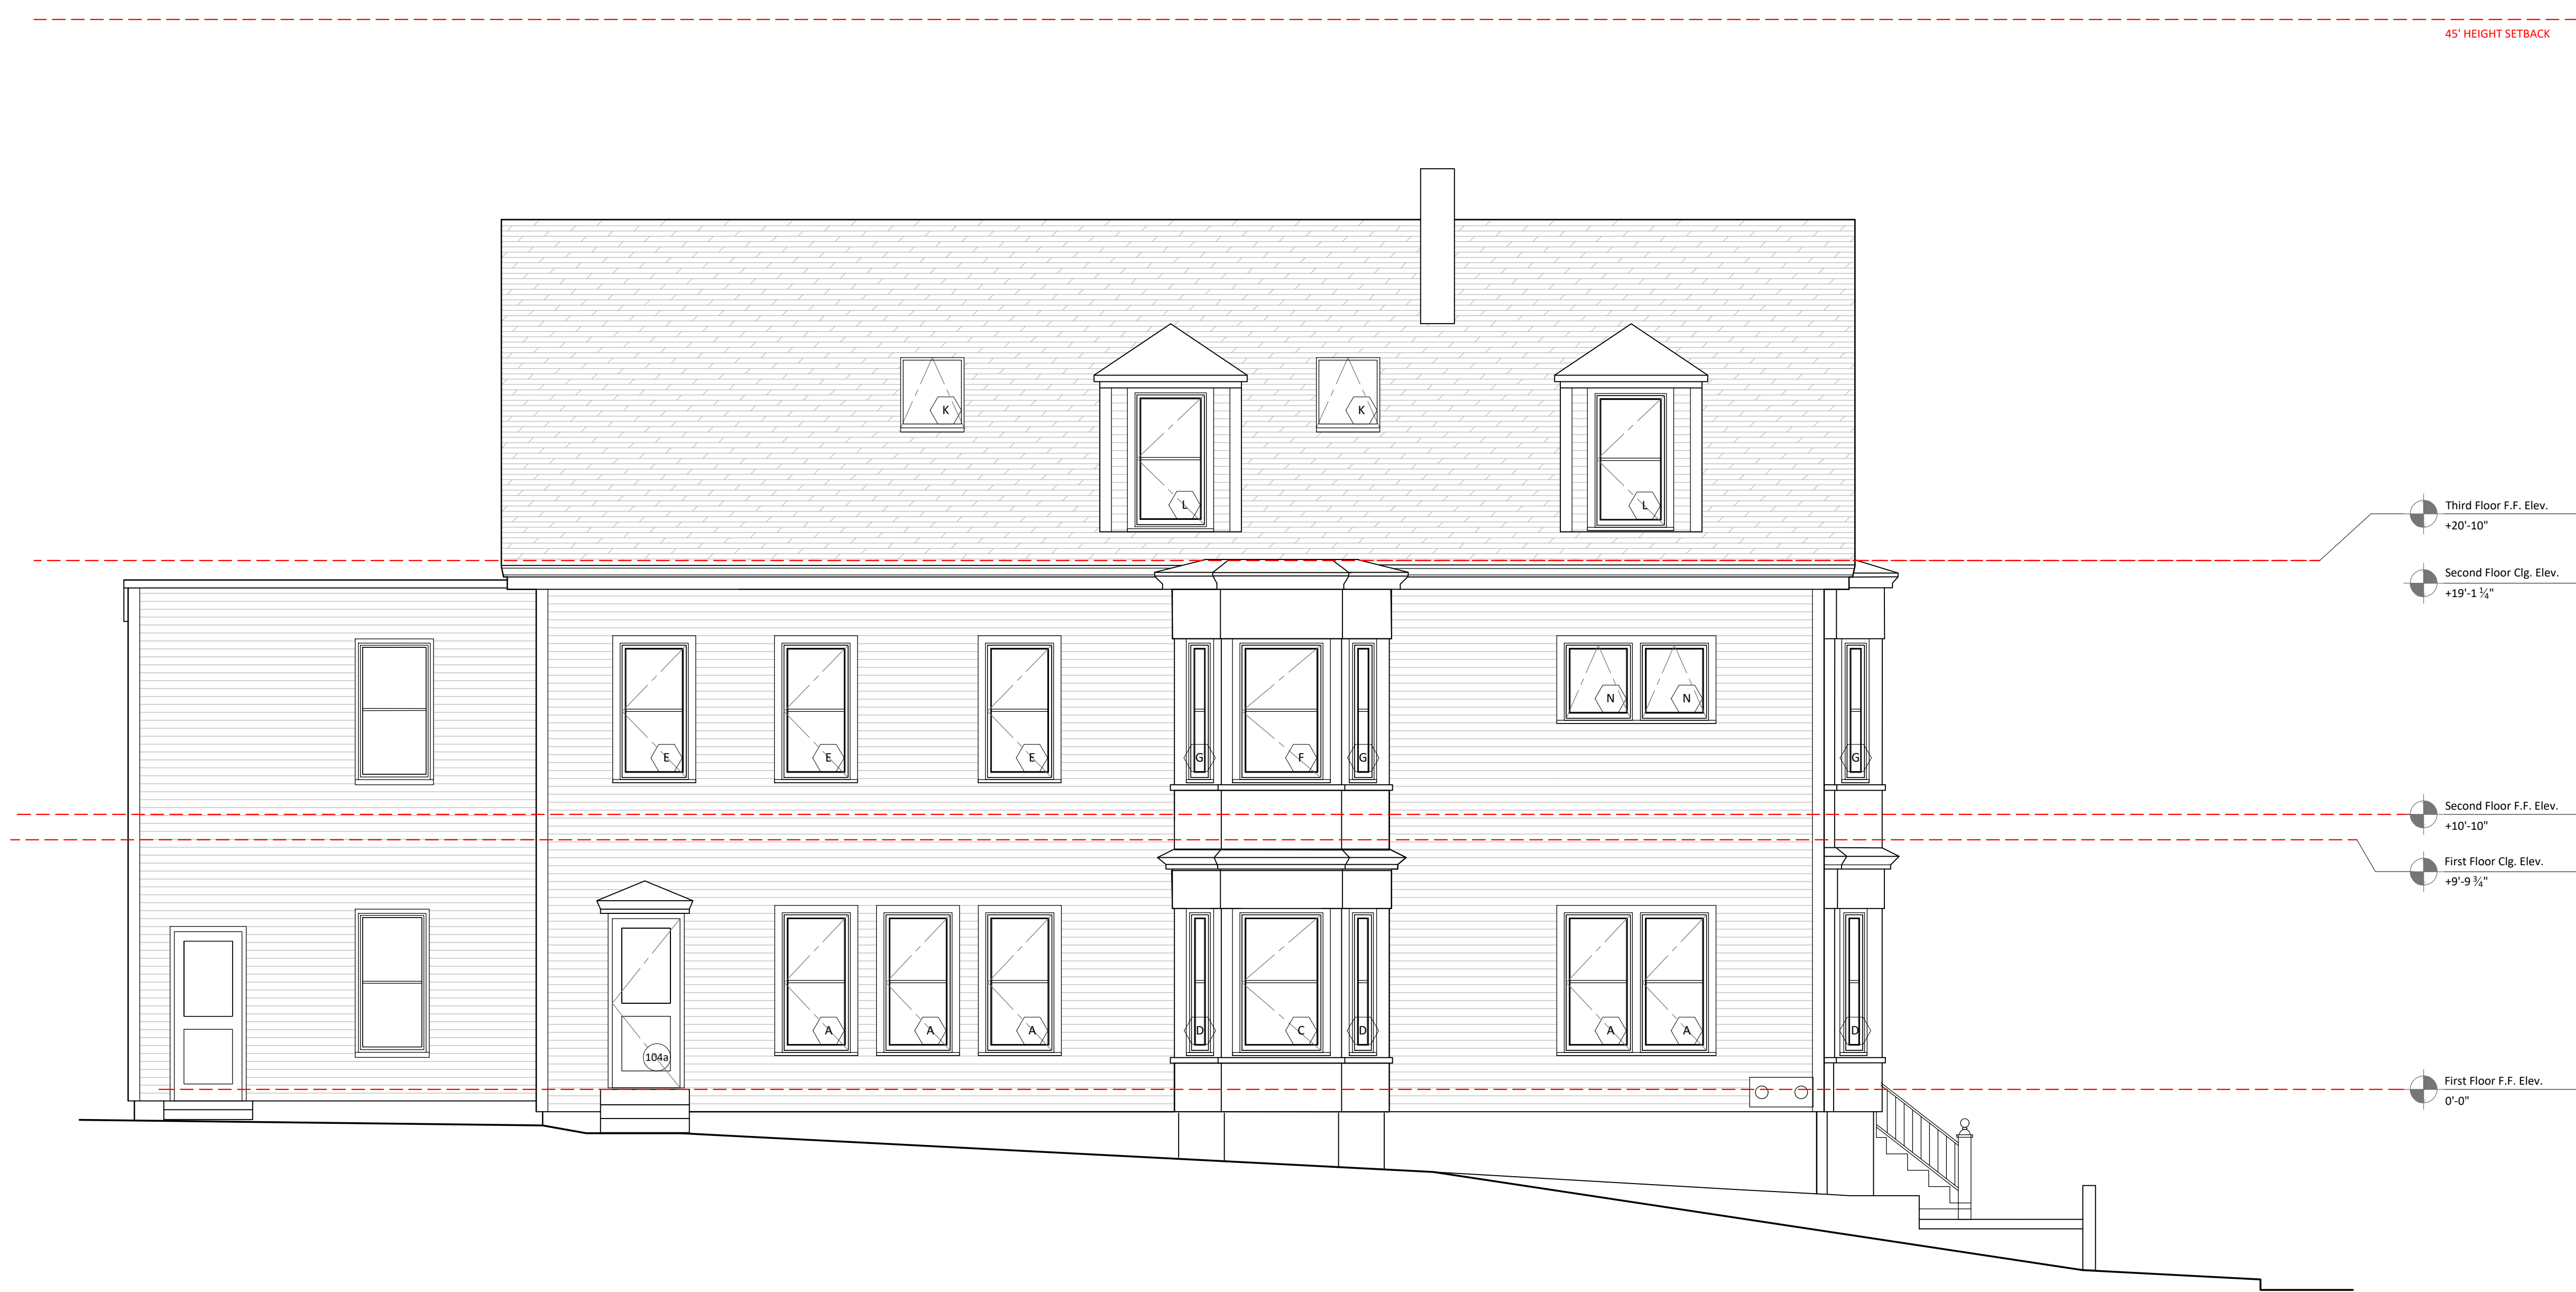 45' HEIGHT SETBACK
K K
L L
Third Floor F.F. Elev.
+20'-10"
Second Floor Clg. Elev.
+19'-1 ¼"
N N
E E E G F G G
Second Floor F.F. Elev.
+10'-10"
First Floor Clg. Elev.
+9'-9 ¾"
A A A D C D A A D
104a
First Floor F.F. Elev.
0'-0"